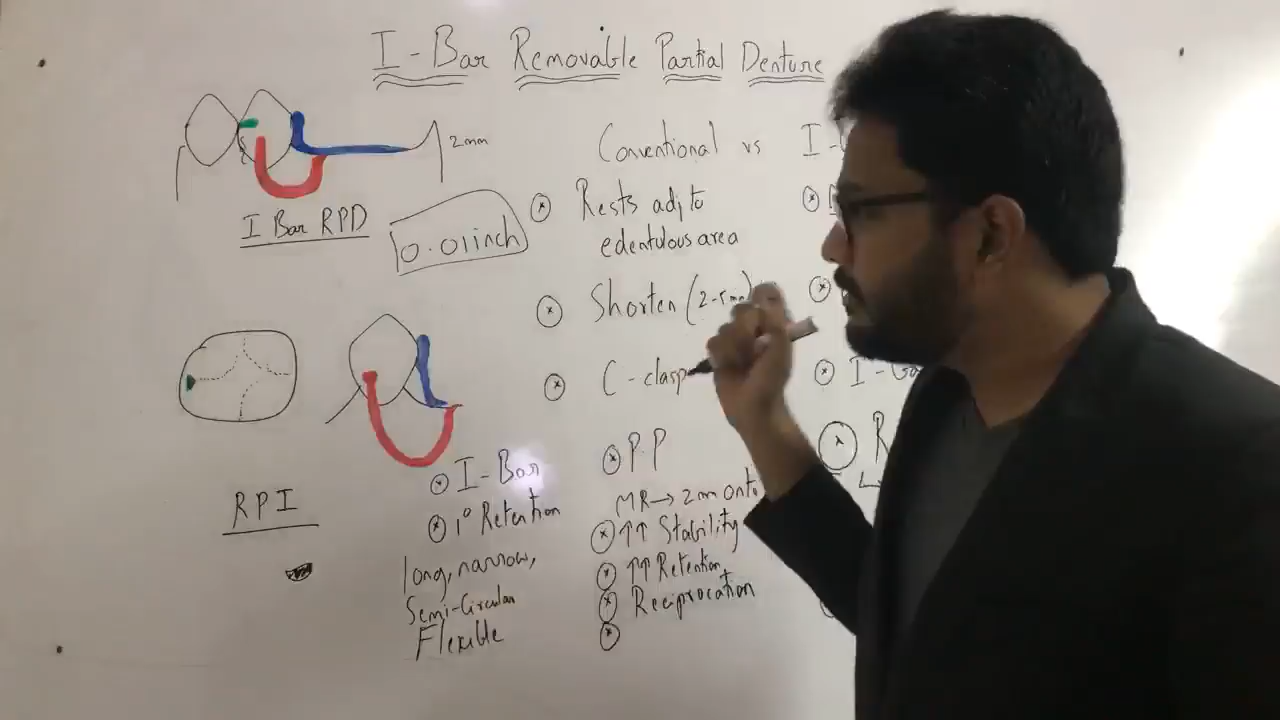 I-Bar Removable Partial Denture
2mm
I Bar RPD
0.01inch
RPI
Conventional vs I-
Rests adj to
edentulous area
Shorten
C-clasp
I-
I-Bar
1° Retention
long, narrow,
Semi-Circular
Flexible
P.P
MR→2mm onto
↑↑ Stability
↑↑ Retention
Reciprocation
R